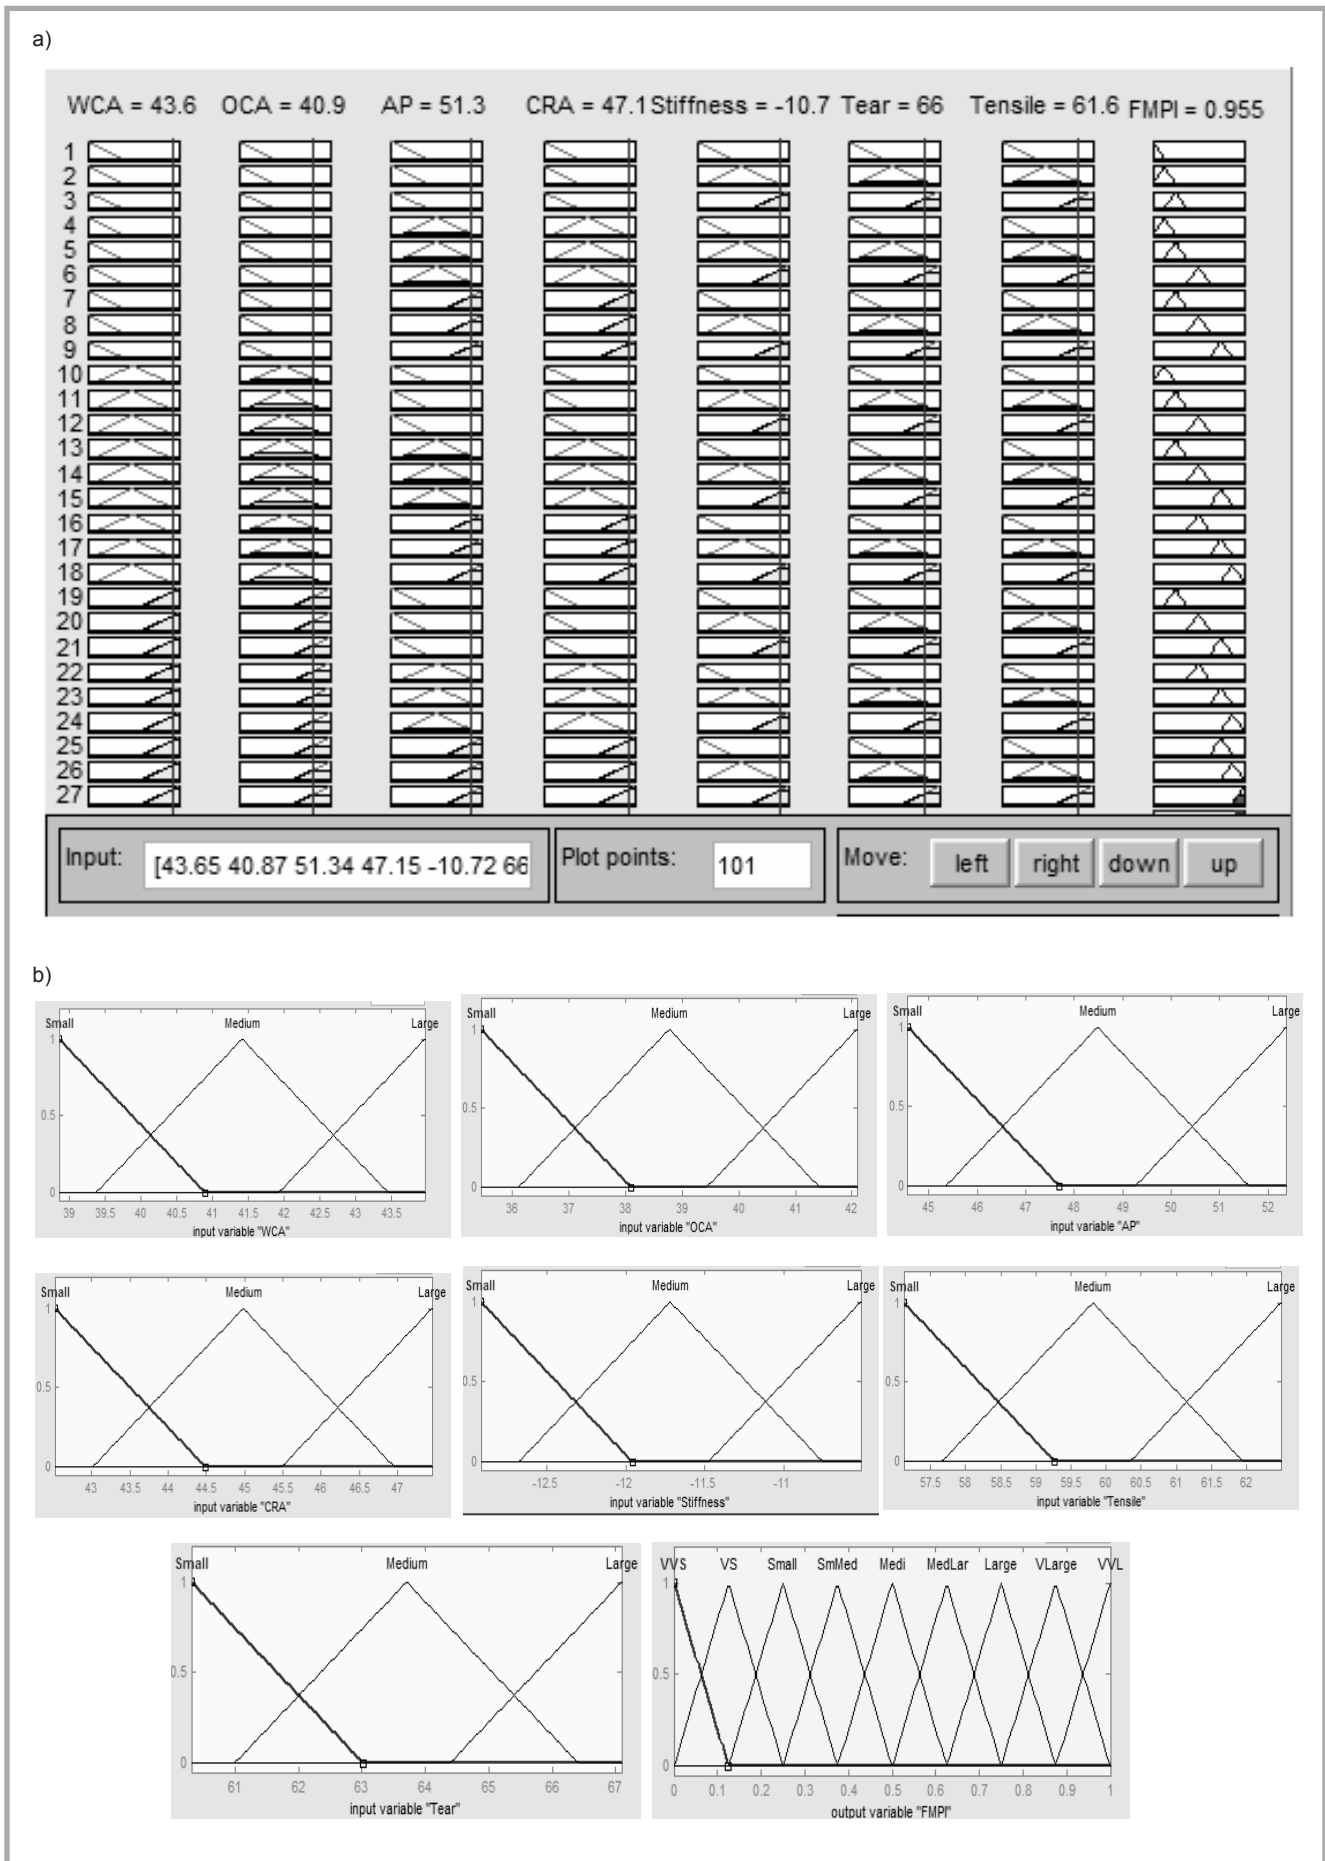 a)
WCA = 43.6 OCA = 40.9 AP = 51.3 CRA = 47.1 Stiffness = -10.7 Tear = 66 Tensile = 61.6 FMPI = 0.955
1
2
3
4
5
6
7
8
9
10
11
12
13
14
15
16
17
18
19
20
21
22
23
24
25
26
27
Input: [43.65 40.87 51.34 47.15 -10.72 66 Plot points: 101 Move: left right down up
b)
Small Medium Large
1
0.5
0
39 39.5 40 40.5 41 41.5 42 42.5 43 43.5
input variable "WCA"
Small Medium Large
1
0.5
0
36 37 38 39 40 41 42
input variable "OCA"
Small Medium Large
1
0.5
0
45 46 47 48 49 50 51 52
input variable "AP"
Small Medium Large
1
0.5
0
43 43.5 44 44.5 45 45.5 46 46.5 47
input variable "CRA"
Small Medium Large
1
0.5
0
-12.5 -12 -11.5 -11
input variable "Stiffness"
Small Medium Large
1
0.5
0
57.5 58 58.5 59 59.5 60 60.5 61 61.5 62
input variable "Tensile"
Small Medium Large
1
0.5
0
61 62 63 64 65 66 67
input variable "Tear"
VVS VS Small SmMed Medi MedLar Large VLarge VVL
1
0.5
0
0 0.1 0.2 0.3 0.4 0.5 0.6 0.7 0.8 0.9 1
output variable "FMPI"